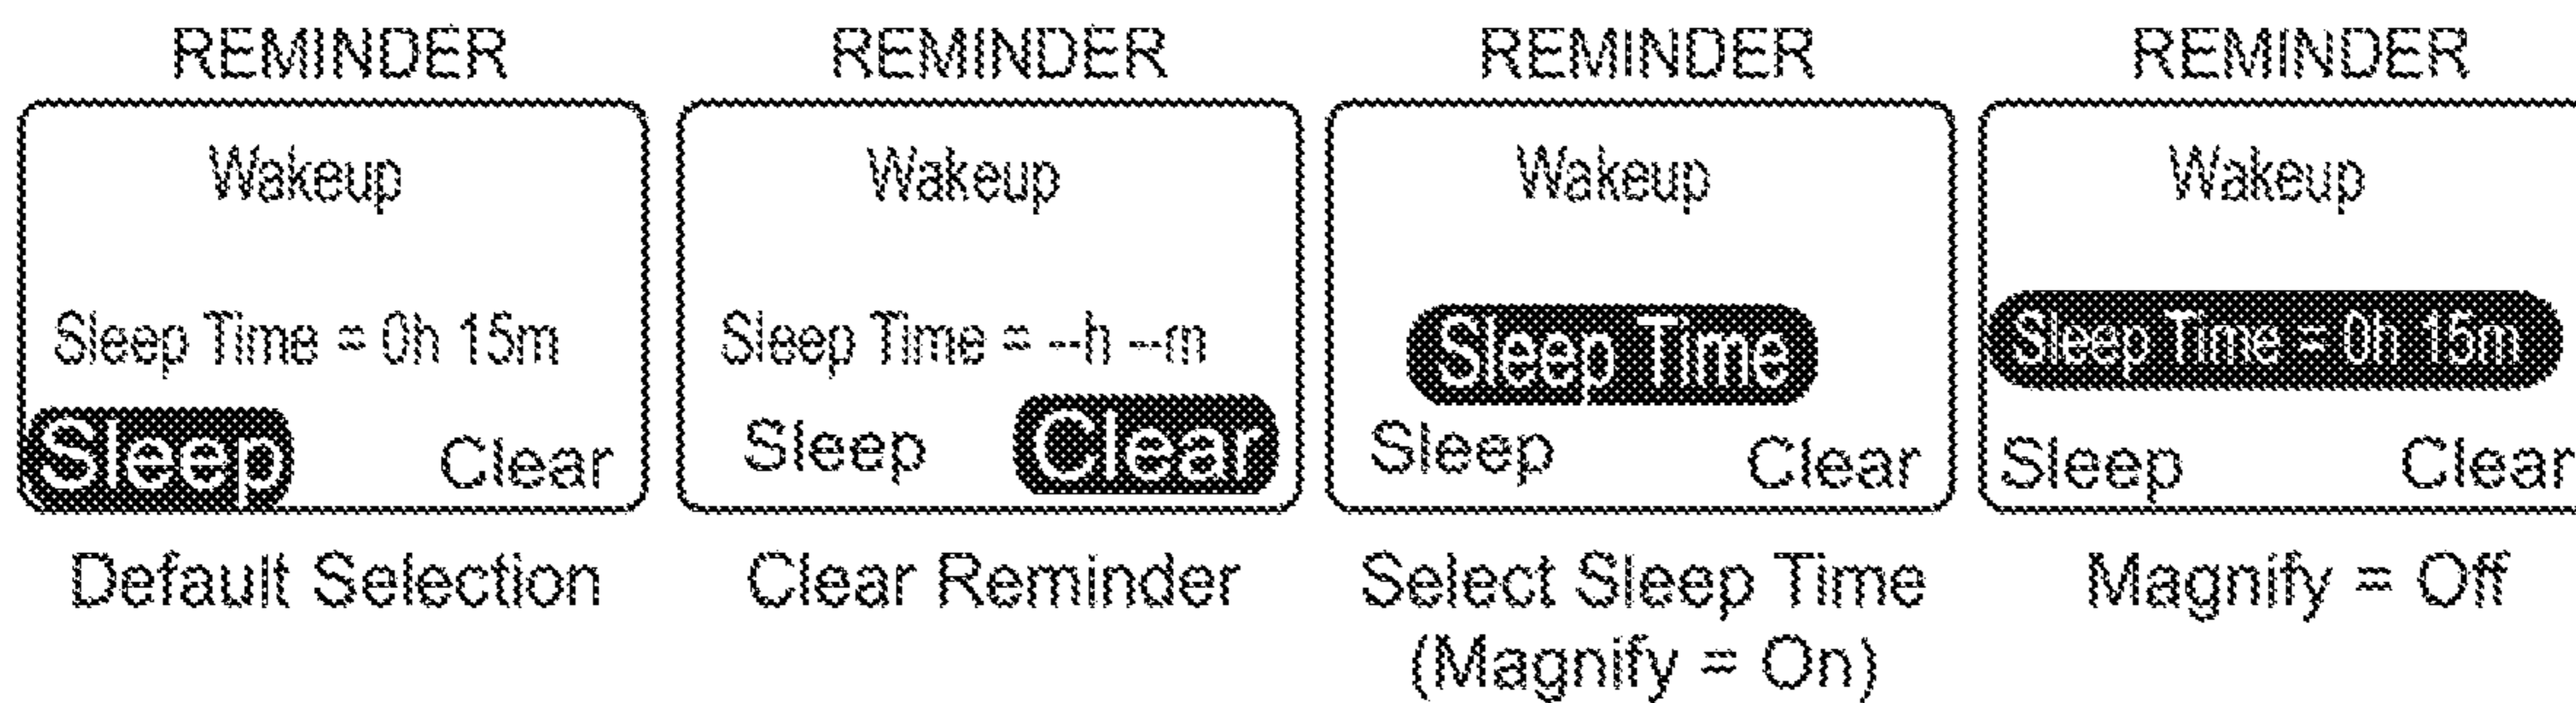 REMINDER
Wakeup
Sleep Time = 0h 15m
Sleep Clear
Default Selection
REMINDER
Wakeup
Sleep Time = --h --m
Sleep Clear
Clear Reminder
REMINDER
Wakeup
Sleep Time
Sleep Clear
Select Sleep Time
(Magnify = On)
REMINDER
Wakeup
Sleep Time = 0h 15m
Sleep Clear
Magnify = Off